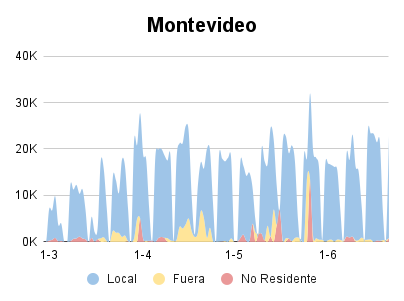 Montevideo
40K
30K
20K
10K
0K
1-3 1-4 1-5 1-6
Local Fuera No Residente